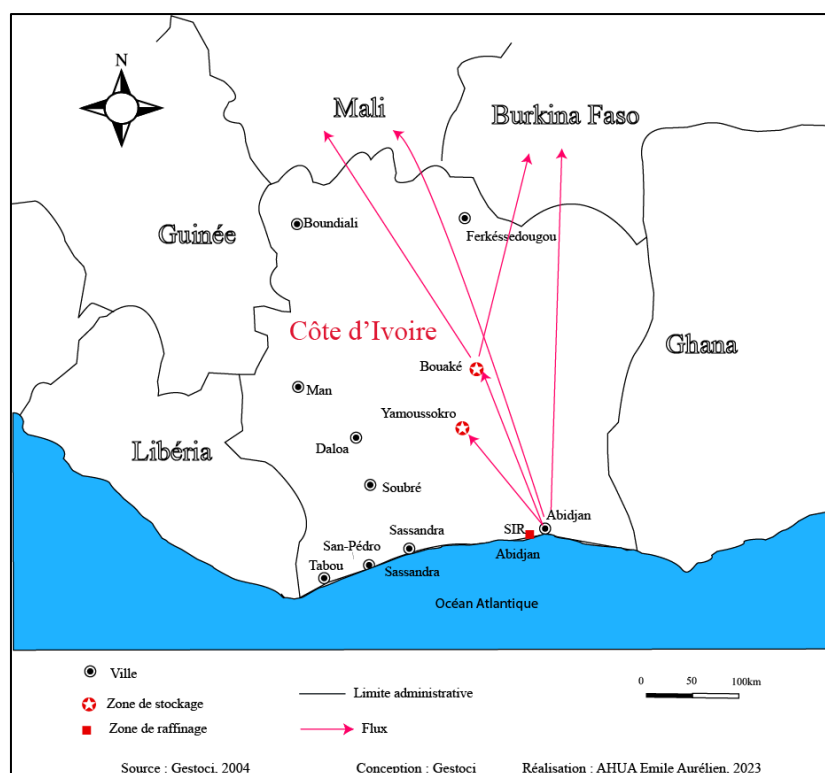 N
Mali
Burkina Faso
Guinée
Boundiali
Ferkéssedougou
Côte d'Ivoire
Ghana
Bouaké
Man
Yamoussokro
Libéria
Daloa
Soubré
Abidjan
SIR
Sassandra
San-Pédro
Abidjan
Tabou
Sassandra
Océan Atlantique
Ville
Zone de stockage
Limite administrative
0 50 100km
Zone de raffinage
Flux
Source : Gestoci, 2004 Conception : Gestoci Réalisation : AHUA Emile Aurélien, 2023